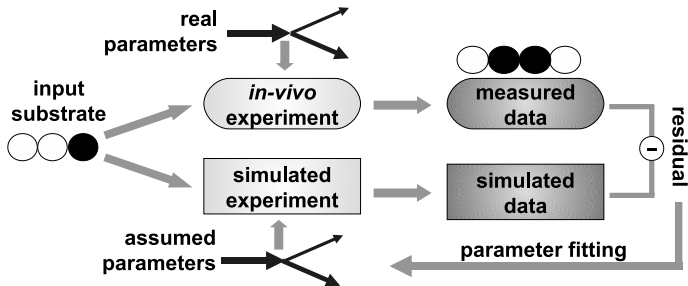 real
parameters
input
substrate
in-vivo
experiment
measured
data
simulated
experiment
simulated
data
-
residual
assumed
parameters
parameter fitting